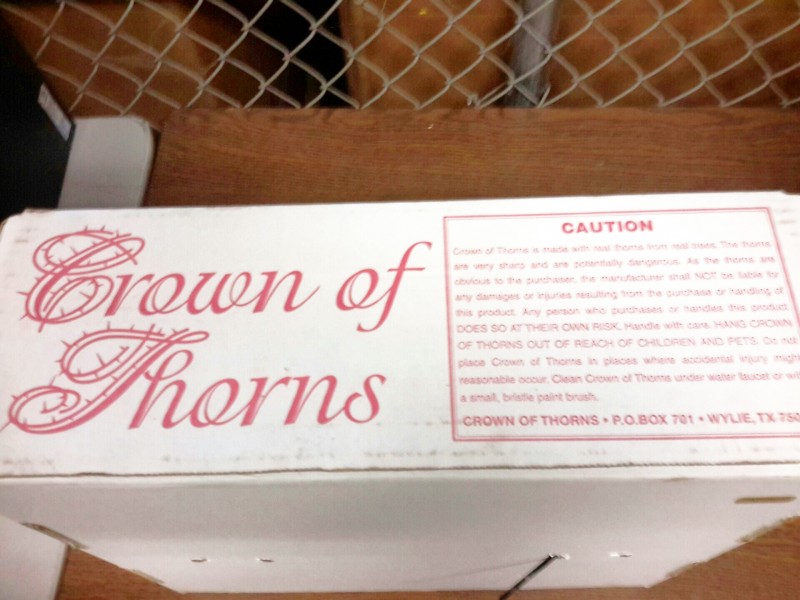 Crown of
Thorns
CAUTION
Crown of Thorns is made with real thorns from real trees. The thorns
are very sharp and are potentially dangerous. As the thorns are
obvious to the purchaser, the manufacturer shall NOT be liable for
any damages or injuries resulting from the purchase or handling of
this product. Any person who purchases or handles this product
DOES SO AT THEIR OWN RISK. Handle with care. HANG CROWN
OF THORNS OUT OF REACH OF CHILDREN AND PETS. Do not
place Crown of Thorns in places where accidental injury might
reasonable occur. Clean Crown of Thorns under water faucet or
a small, bristle paint brush.
CROWN OF THORNS • P.O.BOX 701 • WYLIE, TX